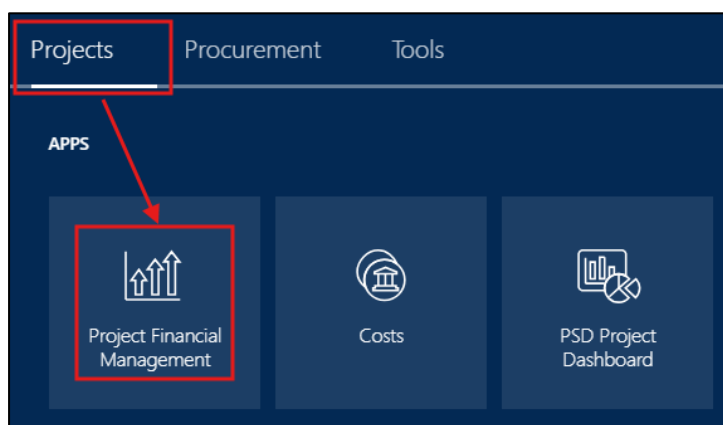 Projects Procurement Tools
APPS
Project Financial
Management
Costs
PSD Project
Dashboard